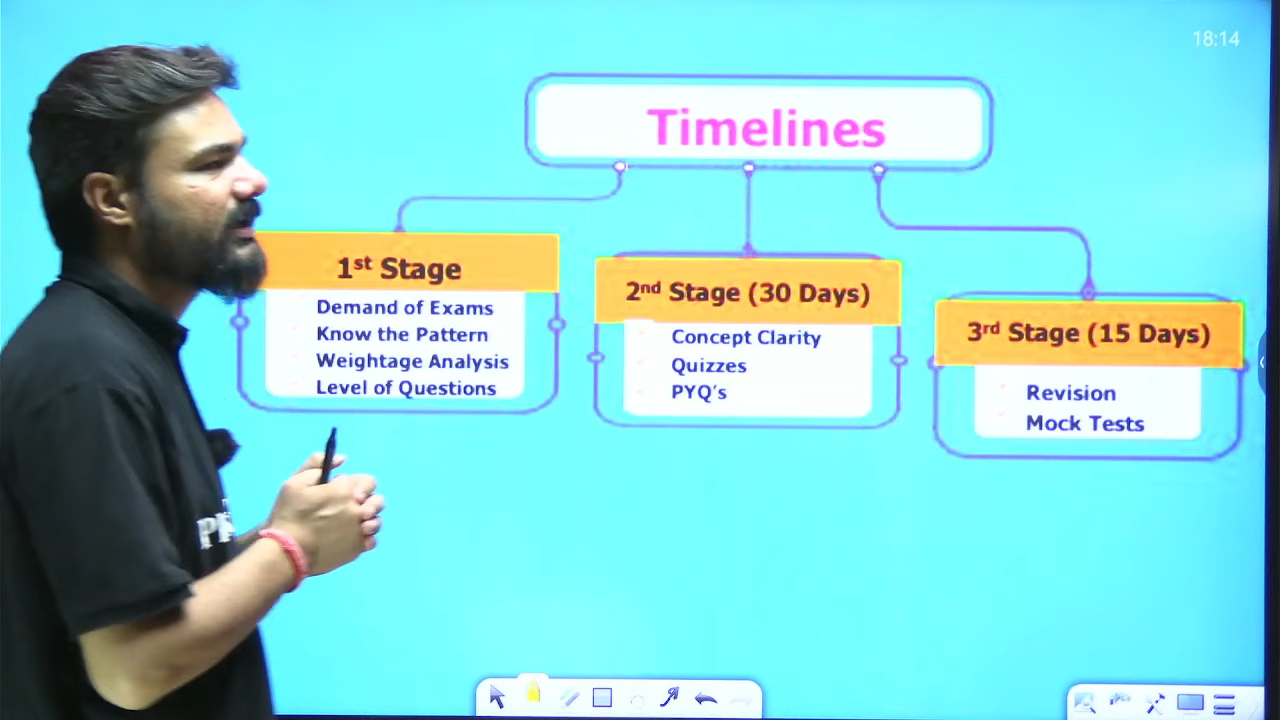 18:14
Timelines
1st Stage
Demand of Exams
Know the Pattern
Weightage Analysis
Level of Questions
2nd Stage (30 Days)
Concept Clarity
Quizzes
PYQ's
3rd Stage (15 Days)
Revision
Mock Tests